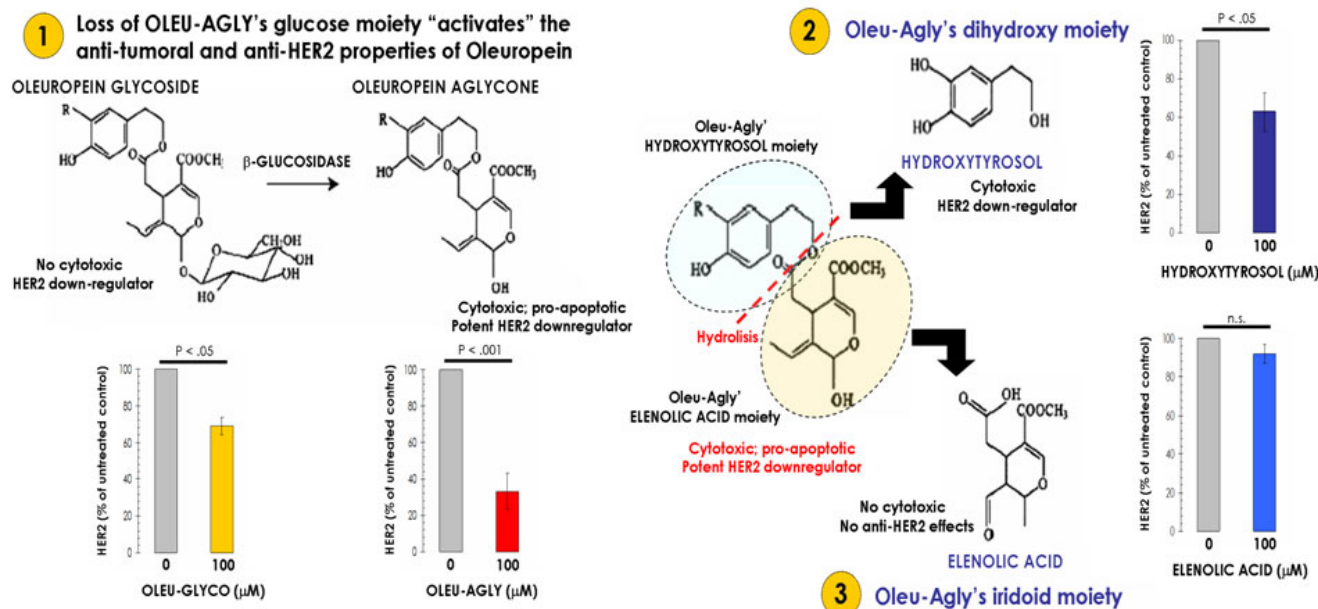 1
Loss of OLEU-AGLY's glucose moiety “activates” the
anti-tumoral and anti-HER2 properties of Oleuropein
OLEUROPEIN GLYCOSIDE
OLEUROPEIN AGLYCONE
R
HO
O
O
COOCH₃
O
O
CH₂OH
O
OH
OH
HO
β-GLUCOSIDASE
R
HO
O
O
COOCH₃
O
OH
No cytotoxic
HER2 down-regulator
Cytotoxic; pro-apoptotic
Potent HER2 downregulator
P < .05
HER2 (% of untreated control)
100
80
60
40
20
0
0
100
OLEU-GLYCO (μM)
P < .001
HER2 (% of untreated control)
100
80
60
40
20
0
0
100
OLEU-AGLY (μM)
2
Oleu-Agly's dihydroxy moiety
HO
HO
OH
HYDROXYTYROSOL
Cytotoxic
HER2 down-regulator
Oleu-Agly'
HYDROXYTYROSOL moiety
R
HO
O
O
COOCH₃
O
OH
Hydrolisis
Oleu-Agly'
ELENOLIC ACID moiety
Cytotoxic; pro-apoptotic
Potent HER2 downregulator
O
OH
COOCH₃
O
O
No cytotoxic
No anti-HER2 effects
ELENOLIC ACID
3
Oleu-Agly's iridoid moiety
P < .05
HER2 (% of untreated control)
100
80
60
40
20
0
0
100
HYDROXYTYROSOL (μM)
n.s.
HER2 (% of untreated control)
100
80
60
40
20
0
0
100
ELENOLIC ACID (μM)